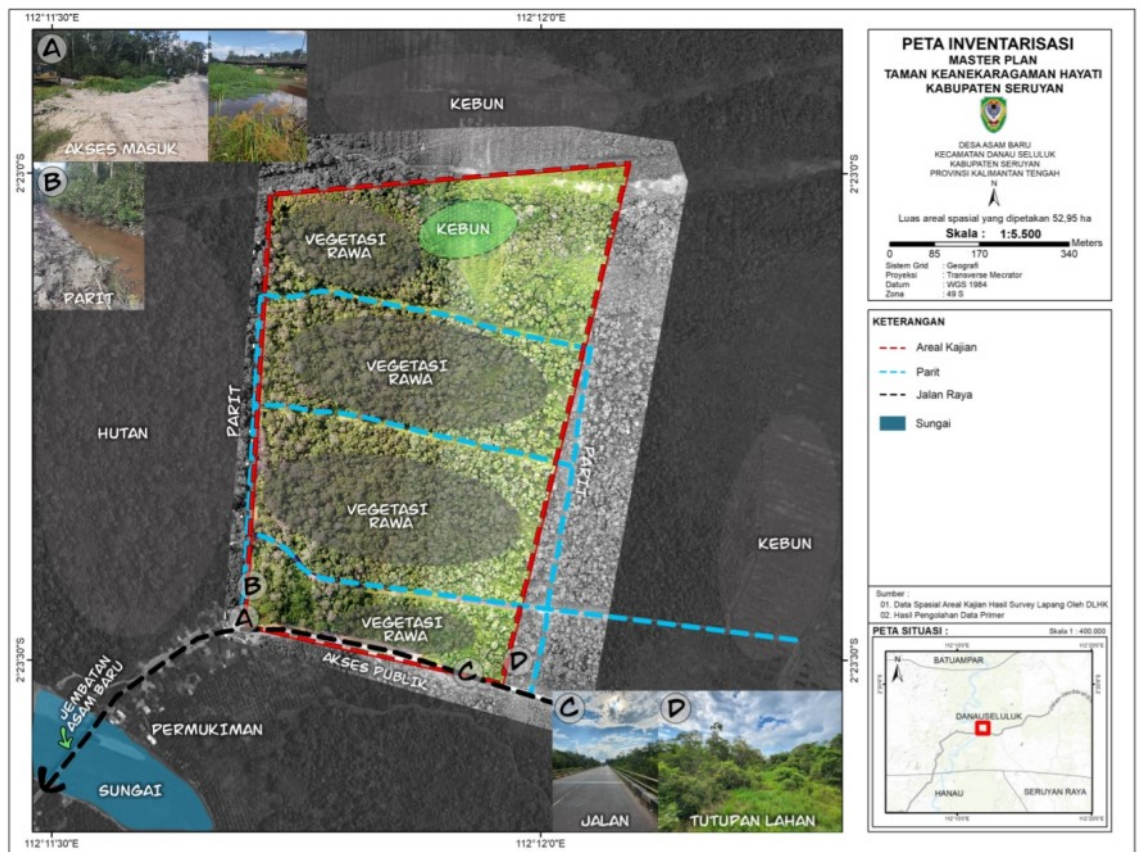 112°11'30"E
112°12'0"E
A
AKSES MASUK
B
PARIT
KEBUN
2°23'0"S
2°23'0"S
VEGETASI
RAWA
KEBUN
VEGETASI
RAWA
PARIT
HUTAN
PARIT
VEGETASI
RAWA
KEBUN
B
A
VEGETASI
RAWA
AKSES PUBLIK
C
D
2°23'30"S
2°23'30"S
JEMBATAN
ASAM BARU
PERMUKIMAN
SUNGAI
C
JALAN
D
TUTUPAN LAHAN
112°11'30"E
112°12'0"E
PETA INVENTARISASI
MASTER PLAN
TAMAN KEANEKARAGAMAN HAYATI
KABUPATEN SERUYAN
DESA ASAM BARU
KECAMATAN DANAU SELULUK
KABUPATEN SERUYAN
PROVINSI KALIMANTAN TENGAH
N
Luas areal spasial yang dipetakan 52,95 ha
Skala : 1:5.500
Meters
0 85 170 340
Sistem Grid : Geografi
Proyeksi : Transverse Mecrator
Datum : WGS 1984
Zona : 49 S
KETERANGAN
Areal Kajian
Parit
Jalan Raya
Sungai
Sumber :
01. Data Spasial Areal Kajian Hasil Survey Lapang Oleh DLHK
02. Hasil Pengolahan Data Primer
PETA SITUASI : Skala 1 : 400.000
N
BATUAMPAR
DANAUSELULUK
HANAU
SERUYAN RAYA